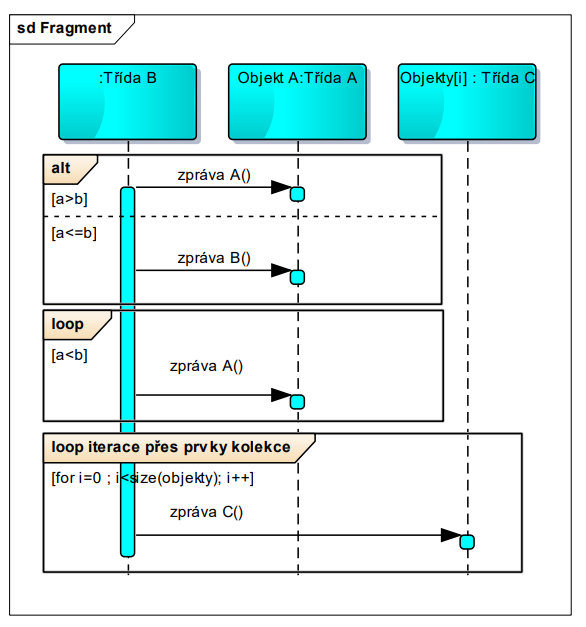 sd Fragment
:Třída B
Objekt A:Třída A
Objekty[i] : Třída C
alt
zpráva A()
[a>b]
[a<=b]
zpráva B()
loop
[a<b]
zpráva A()
loop iterace přes prvky kolekce
[for i=0 ; i<size(objekty); i++]
zpráva C()